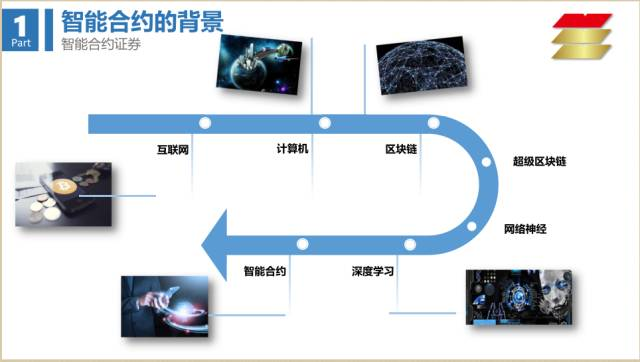 1
Part
智能合约的背景
智能合约证券
互联网
计算机
区块链
超级区块链
网络神经
深度学习
智能合约